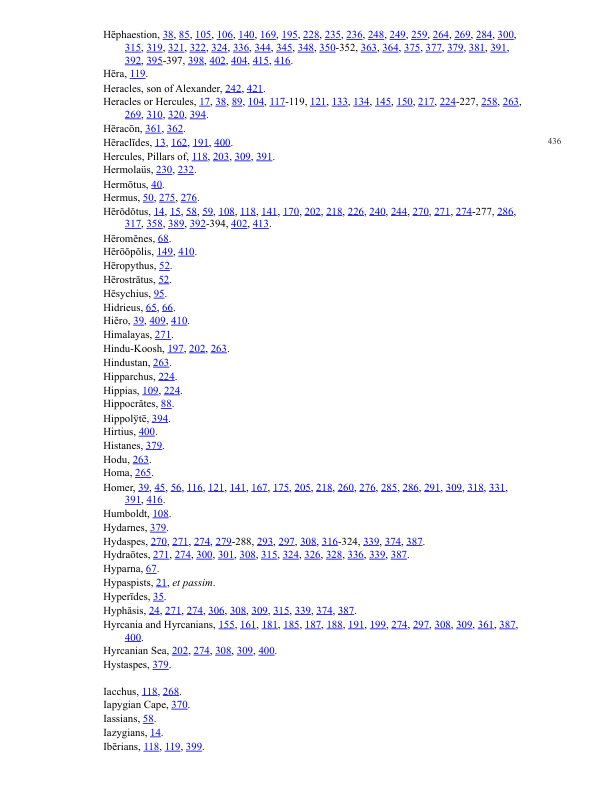 Hēphaestion, 38, 85, 105, 106, 140, 169, 195, 228, 235, 236, 248, 249, 259, 264, 269, 284, 300,
315, 319, 321, 322, 324, 336, 344, 345, 348, 350-352, 363, 364, 375, 377, 379, 381, 391,
392, 395-397, 398, 402, 404, 415, 416.
Hēra, 119.
Heracles, son of Alexander, 242, 421.
Heracles or Hercules, 17, 38, 89, 104, 117-119, 121, 133, 134, 145, 150, 217, 224-227, 258, 263,
269, 310, 320, 394.
Hēracōn, 361, 362.
Hēraclīdes, 13, 162, 191, 400.
436
Hercules, Pillars of, 118, 203, 309, 391.
Hermolaüs, 230, 232.
Hermōtus, 40.
Hermus, 50, 275, 276.
Hērŏdŏtus, 14, 15, 58, 59, 108, 118, 141, 170, 202, 218, 226, 240, 244, 270, 271, 274-277, 286,
317, 358, 389, 392-394, 402, 413.
Hēromēnes, 68.
Hērōōpŏlis, 149, 410.
Hēropythus, 52.
Hērostrātus, 52.
Hēsychius, 95.
Hidrieus, 65, 66.
Hiĕro, 39, 409, 410.
Himalayas, 271.
Hindu-Koosh, 197, 202, 263.
Hindustan, 263.
Hipparchus, 224.
Hippias, 109, 224.
Hippocrātes, 88.
Hippolȳtē, 394.
Hirtius, 400.
Histanes, 379.
Hodu, 263.
Homa, 265.
Homer, 39, 45, 56, 116, 121, 141, 167, 175, 205, 218, 260, 276, 285, 286, 291, 309, 318, 331,
391, 416.
Humboldt, 108.
Hydarnes, 379.
Hydaspes, 270, 271, 274, 279-288, 293, 297, 308, 316-324, 339, 374, 387.
Hydraōtes, 271, 274, 300, 301, 308, 315, 324, 326, 328, 336, 339, 387.
Hyparna, 67.
Hypaspists, 21, et passim.
Hyperīdes, 35.
Hyphăsis, 24, 271, 274, 306, 308, 309, 315, 339, 374, 387.
Hyrcania and Hyrcanians, 155, 161, 181, 185, 187, 188, 191, 199, 274, 297, 308, 309, 361, 387,
400.
Hyrcanian Sea, 202, 274, 308, 309, 400.
Hystaspes, 379.
Iacchus, 118, 268.
Iapygian Cape, 370.
Iassians, 58.
Iazygians, 14.
Ibērians, 118, 119, 399.